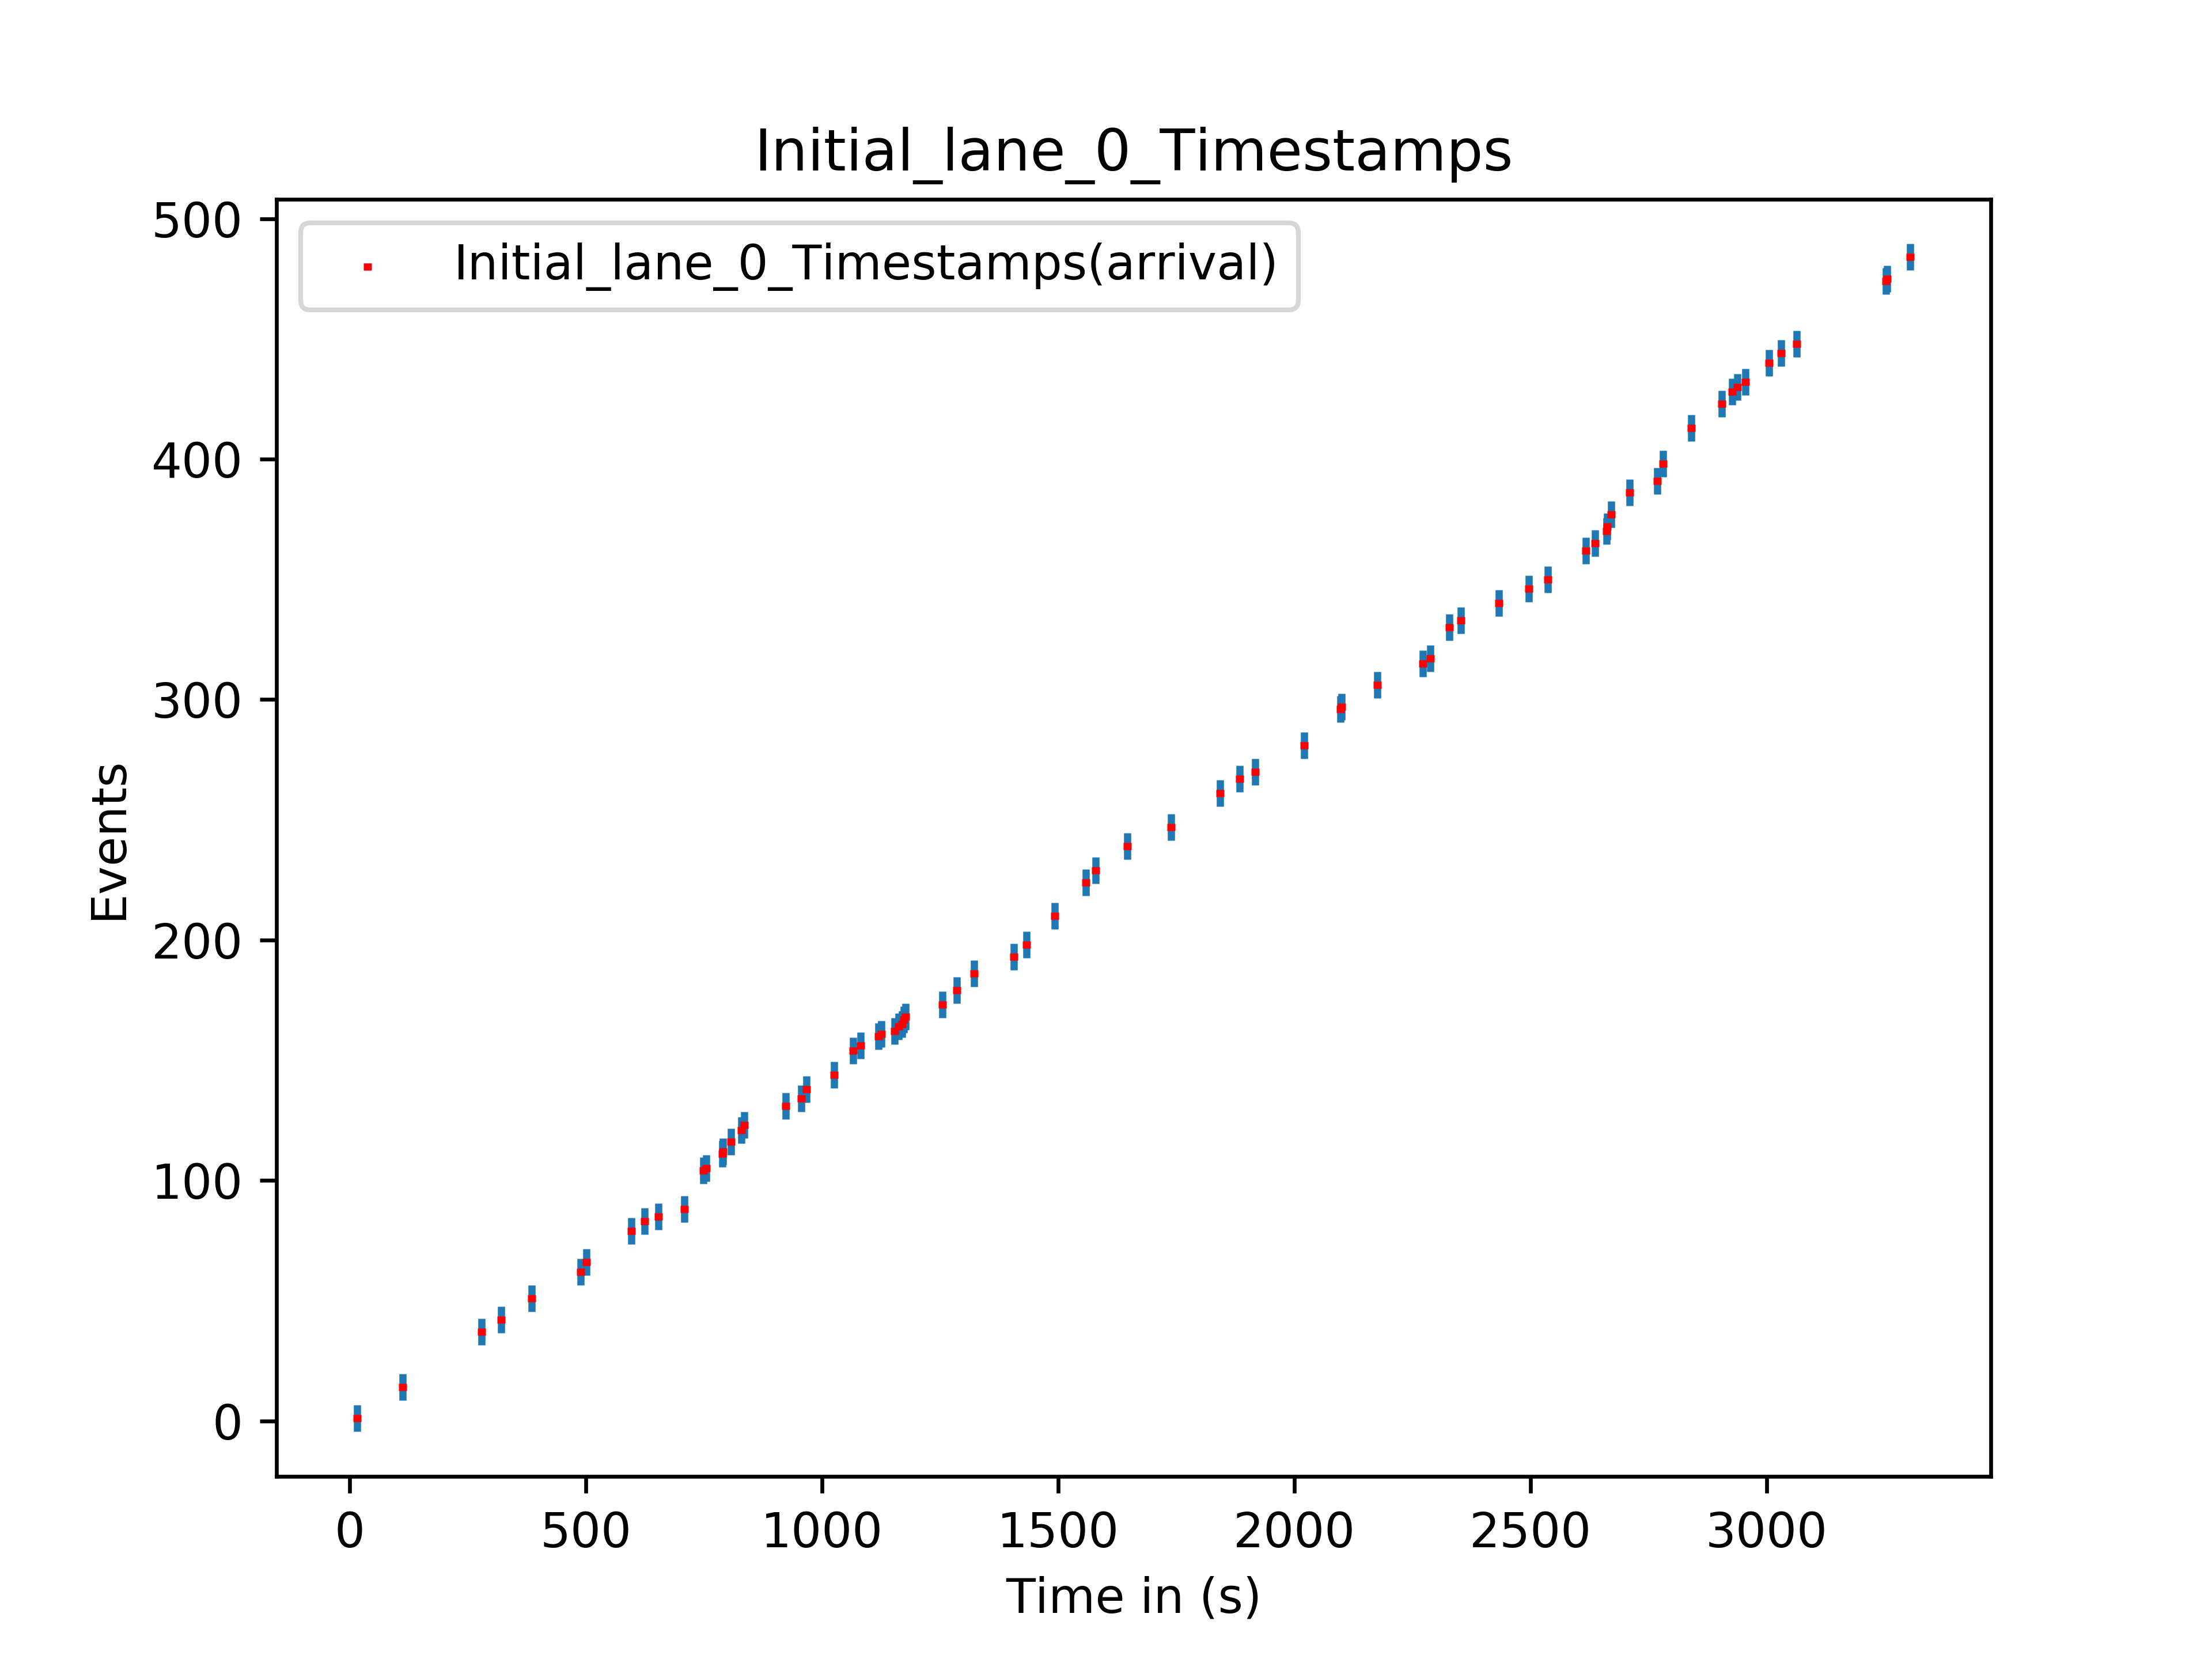 Initial_lane_0_Timestamps
Initial_lane_0_Timestamps(arrival)
500
400
300
200
100
0
Events
0 500 1000 1500 2000 2500 3000
Time in (s)